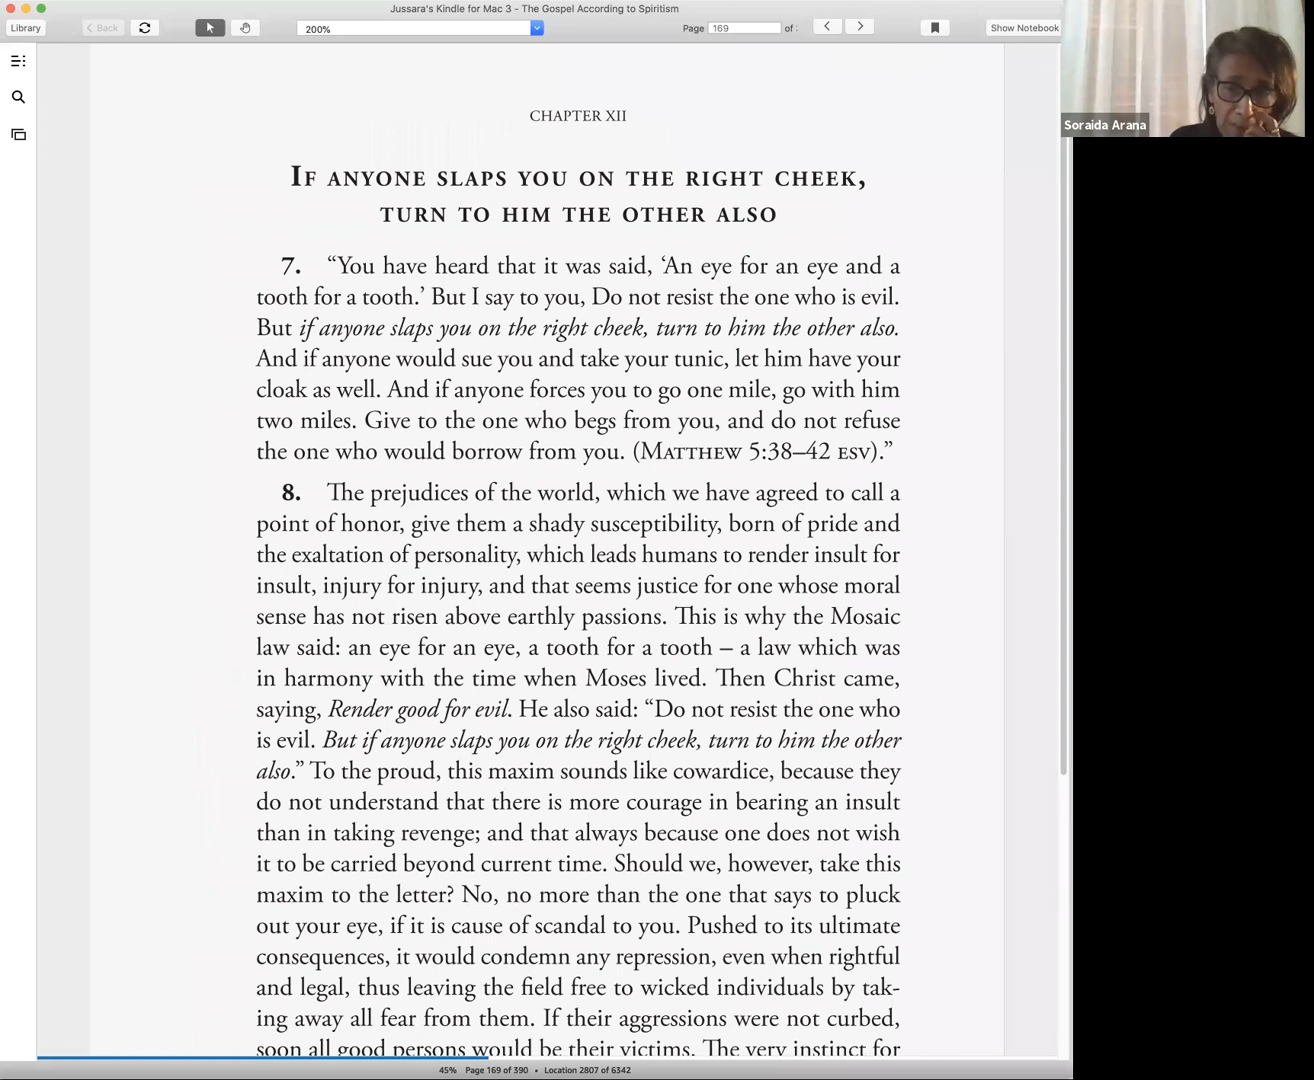 Jussara's Kindle for Mac 3 - The Gospel According to Spiritism
Library
< Back
200%
Page 169 of
Show Notebook
Soraida Arana
CHAPTER XII
IF ANYONE SLAPS YOU ON THE RIGHT CHEEK,
TURN TO HIM THE OTHER ALSO
7. “You have heard that it was said, ‘An eye for an eye and a
tooth for a tooth.’ But I say to you, Do not resist the one who is evil.
But if anyone slaps you on the right cheek, turn to him the other also.
And if anyone would sue you and take your tunic, let him have your
cloak as well. And if anyone forces you to go one mile, go with him
two miles. Give to the one who begs from you, and do not refuse
the one who would borrow from you. (MATTHEW 5:38–42 ESV).”
8. The prejudices of the world, which we have agreed to call a
point of honor, give them a shady susceptibility, born of pride and
the exaltation of personality, which leads humans to render insult for
insult, injury for injury, and that seems justice for one whose moral
sense has not risen above earthly passions. This is why the Mosaic
law said: an eye for an eye, a tooth for a tooth – a law which was
in harmony with the time when Moses lived. Then Christ came,
saying, Render good for evil. He also said: “Do not resist the one who
is evil. But if anyone slaps you on the right cheek, turn to him the other
also.” To the proud, this maxim sounds like cowardice, because they
do not understand that there is more courage in bearing an insult
than in taking revenge; and that always because one does not wish
it to be carried beyond current time. Should we, however, take this
maxim to the letter? No, no more than the one that says to pluck
out your eye, if it is cause of scandal to you. Pushed to its ultimate
consequences, it would condemn any repression, even when rightful
and legal, thus leaving the field free to wicked individuals by tak-
ing away all fear from them. If their aggressions were not curbed,
soon all good persons would be their victims. The very instinct for
45% Page 169 of 390 • Location 2807 of 6342